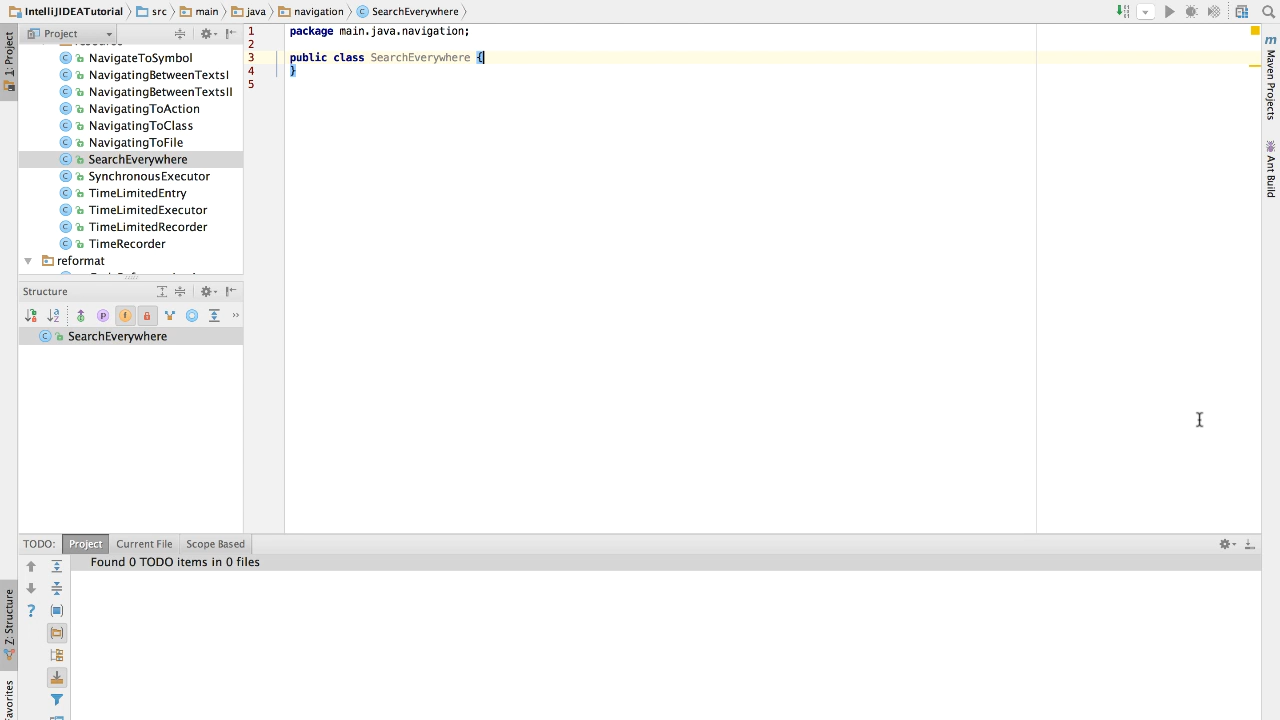 IntelliJIDEATutorial src main java navigation SearchEverywhere
1: Project
Project
NavigateToSymbol
NavigatingBetweenTextsI
NavigatingBetweenTextsII
NavigatingToAction
NavigatingToClass
NavigatingToFile
SearchEverywhere
SynchronousExecutor
TimeLimitedEntry
TimeLimitedExecutor
TimeLimitedRecorder
TimeRecorder
reformat
Structure
SearchEverywhere
1 package main.java.navigation;
2
3 public class SearchEverywhere {
4 }
5
Maven Projects
Ant Build
Z: Structure
Favorites
TODO: Project Current File Scope Based
Found 0 TODO items in 0 files